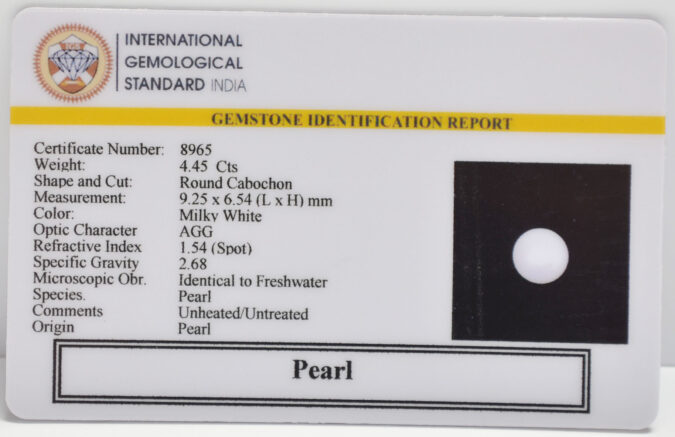 INTERNATIONAL
GEMOLOGICAL
STANDARD INDIA
GEMSTONE IDENTIFICATION REPORT
Certificate Number: 8965
Weight: 4.45 Cts
Shape and Cut: Round Cabochon
Measurement: 9.25 x 6.54 (L x H) mm
Color: Milky White
Optic Character AGG
Refractive Index 1.54 (Spot)
Specific Gravity 2.68
Microscopic Obr. Identical to Freshwater
Species. Pearl
Comments Unheated/Untreated
Origin Pearl
Pearl